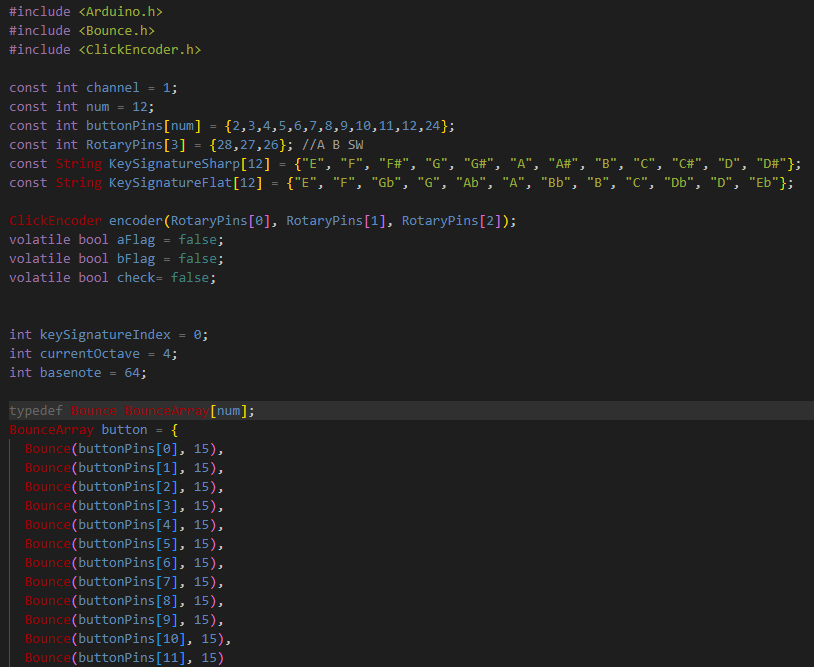 #include <Arduino.h>
#include <Bounce.h>
#include <ClickEncoder.h>
const int channel = 1;
const int num = 12;
const int buttonPins[num] = {2,3,4,5,6,7,8,9,10,11,12,24};
const int RotaryPins[3] = {28,27,26}; //A B SW
const String KeySignatureSharp[12] = {"E", "F", "F#", "G", "G#", "A", "A#", "B", "C", "C#", "D", "D#"};
const String KeySignatureFlat[12] = {"E", "F", "Gb", "G", "Ab", "A", "Bb", "B", "C", "Db", "D", "Eb"};
ClickEncoder encoder(RotaryPins[0], RotaryPins[1], RotaryPins[2]);
volatile bool aFlag = false;
volatile bool bFlag = false;
volatile bool check= false;
int keySignatureIndex = 0;
int currentOctave = 4;
int basenote = 64;
typedef Bounce BounceArray[num];
BounceArray button = {
Bounce(buttonPins[0], 15),
Bounce(buttonPins[1], 15),
Bounce(buttonPins[2], 15),
Bounce(buttonPins[3], 15),
Bounce(buttonPins[4], 15),
Bounce(buttonPins[5], 15),
Bounce(buttonPins[6], 15),
Bounce(buttonPins[7], 15),
Bounce(buttonPins[8], 15),
Bounce(buttonPins[9], 15),
Bounce(buttonPins[10], 15),
Bounce(buttonPins[11], 15)